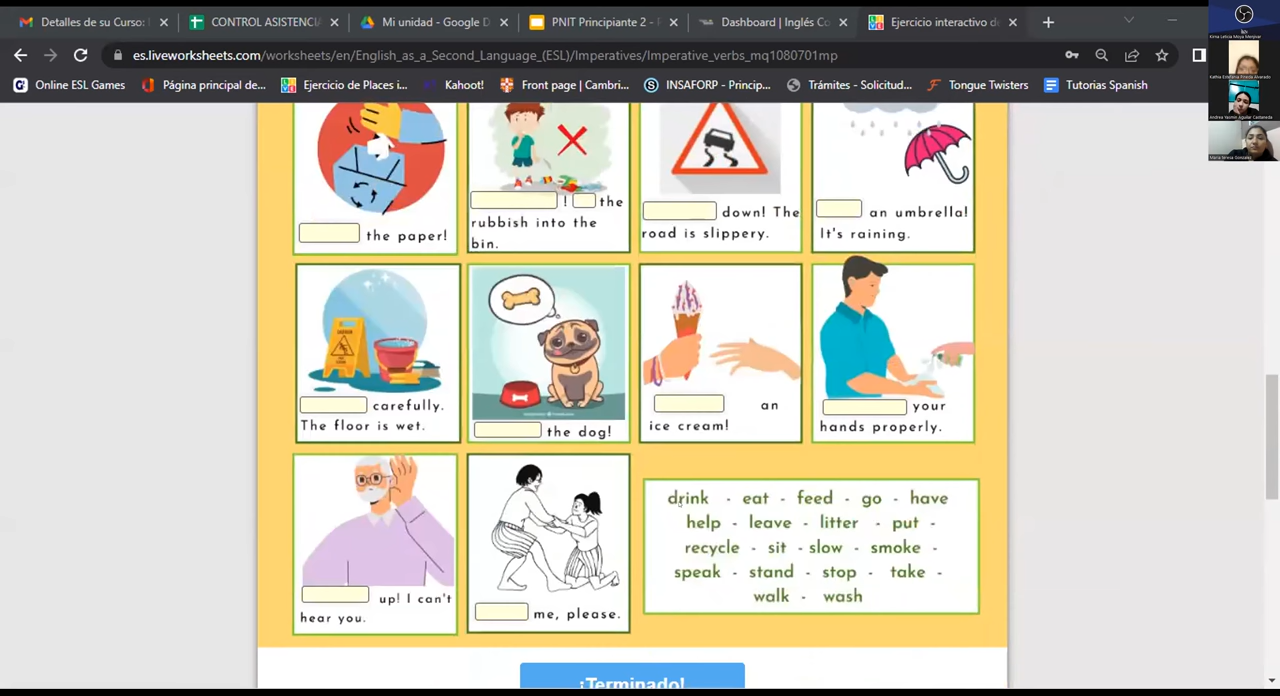 Detalles de su Curso:
CONTROL ASISTENCI
Mi unidad - Google D
PNIT Principiante 2 -
Dashboard | Inglés Co
Ejercicio interactivo de
es.liveworksheets.com/worksheets/en/English_as_a_Second_Language_(ESL)/Imperatives/Imperative_verbs_mq1080701mp
Online ESL Games
Página principal de...
Ejercicio de Places i...
Kahoot!
Front page | Cambri...
INSAFORP - Princip...
Trámites - Solicitud...
Tongue Twisters
Tutorias Spanish
the paper!
! the
rubbish into the
bin.
down! The
road is slippery.
an umbrella!
It's raining.
carefully.
The floor is wet.
the dog!
an
ice cream!
your
hands properly.
up! I can't
hear you.
me, please.
drink - eat - feed - go - have
help - leave - litter - put -
recycle - sit - slow - smoke -
speak - stand - stop - take -
walk - wash
¡Terminado!